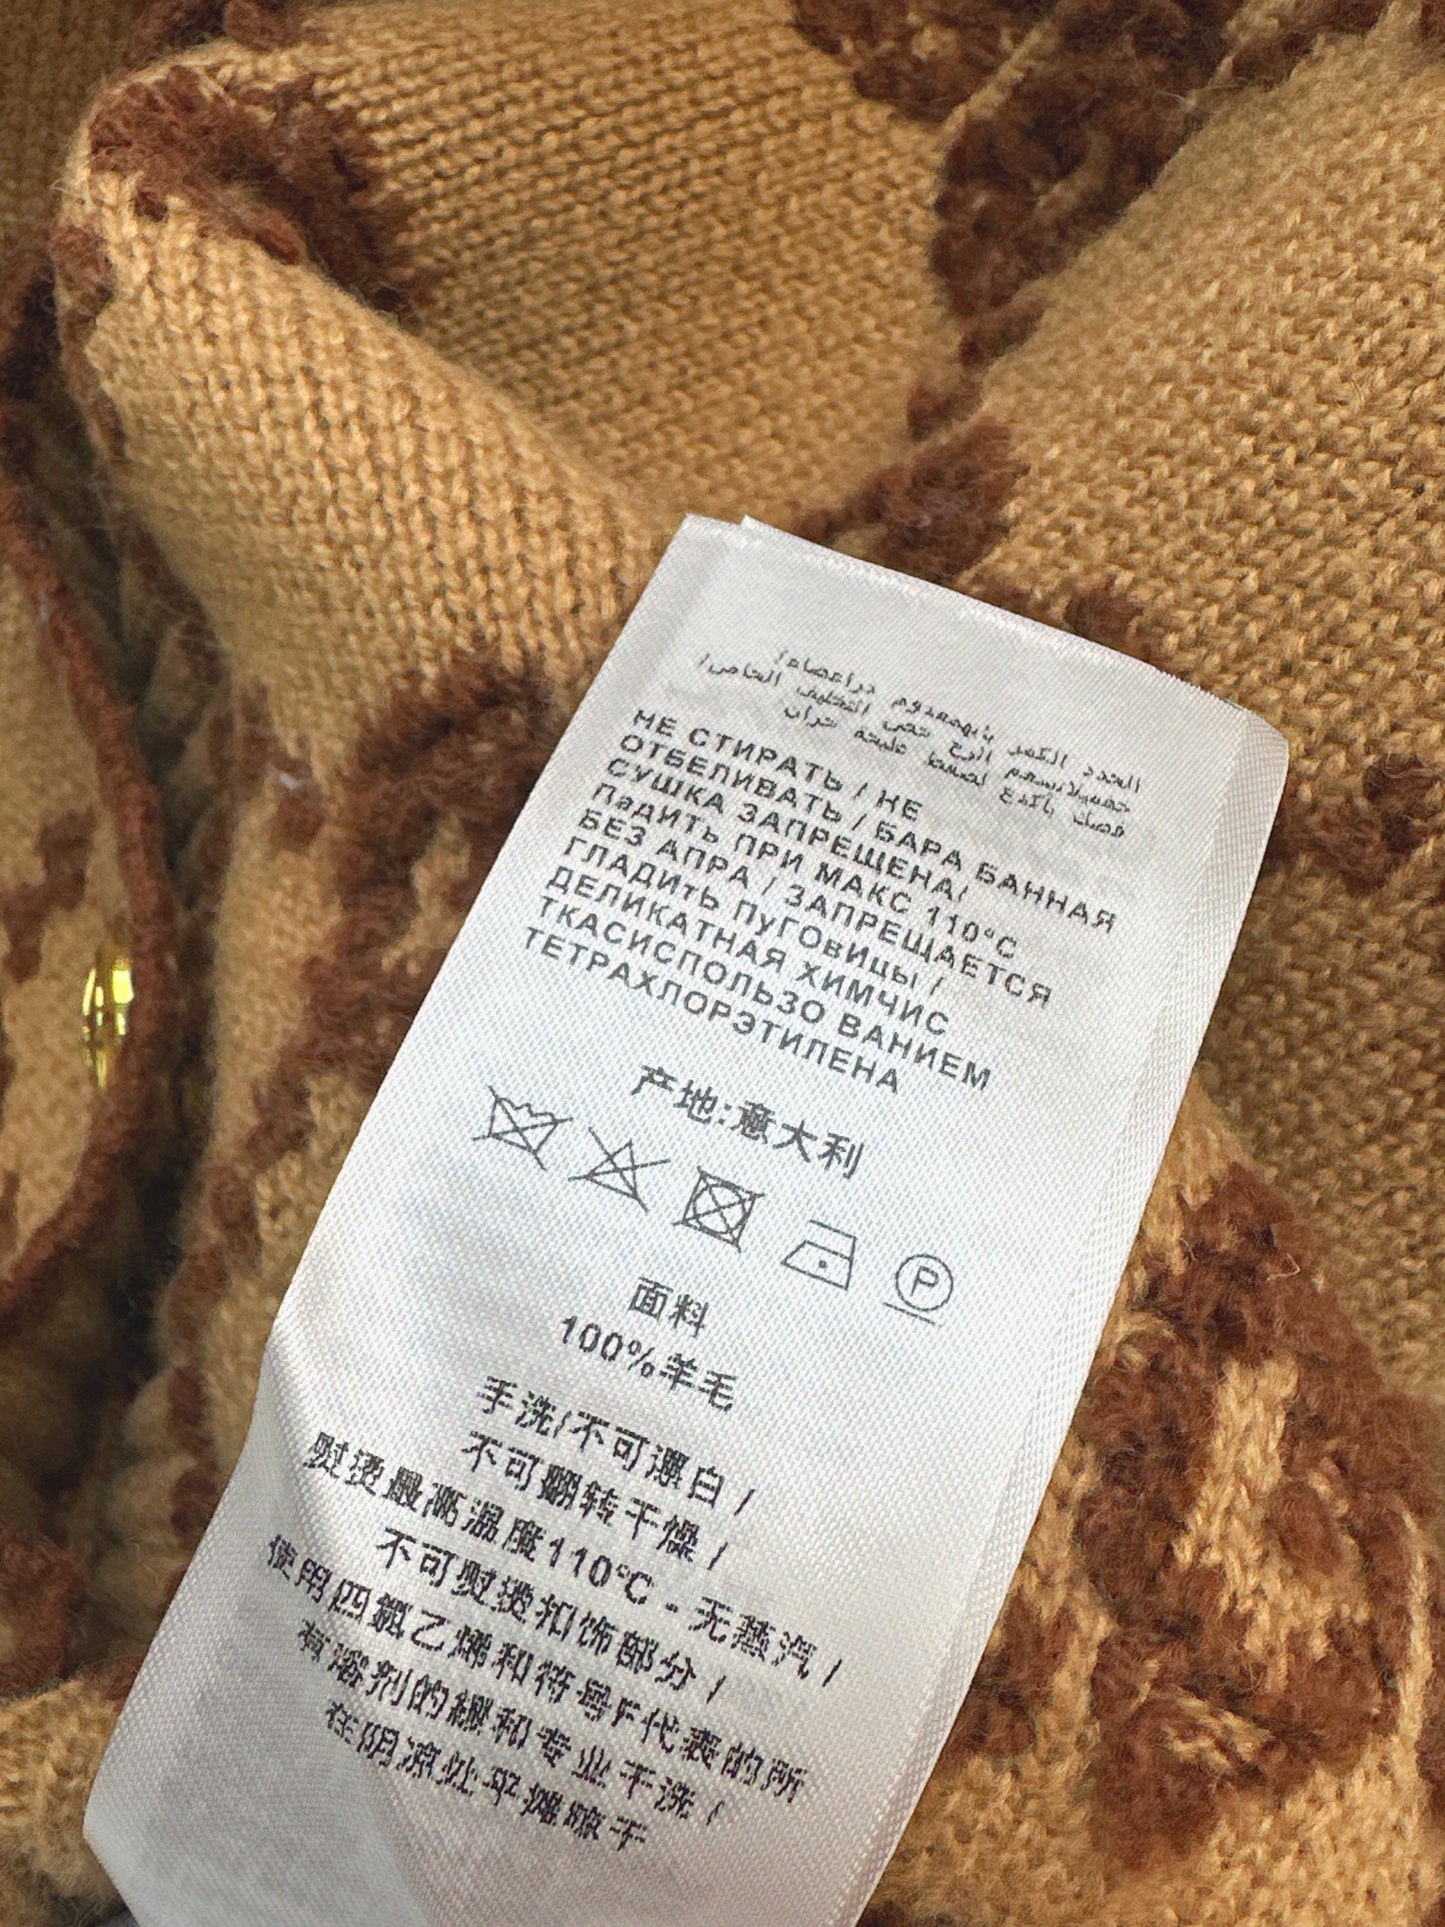 НЕ СТИРАТЬ / НЕ
ОТБЕЛИВАТЬ / БАРА БАННАЯ
СУШКА ЗАПРЕЩЕНА/
ПаДИТЬ ПРИ МАКС 110°C
БЕЗ АПРА / ЗАПРЕЩАЕТСЯ
ГЛАДИТЬ ПУГОВИЦЫ /
ДЕЛИКАТНАЯ ХИМЧИС
ТКАСИСПОЛЬЗО ВАНИЕМ
ТЕТРАХЛОРЭТИПЕНА
产地:意大利
P
面料
100%羊毛
手洗/不可漂白 /
不可翻转干燥 /
熨烫最高温度110°C - 无蒸汽 /
不可熨烫扣饰部分 /
使用四氯乙烯和符号F代表的所
有溶剂的缓和专业干洗 /
在阴凉处平摊晾干